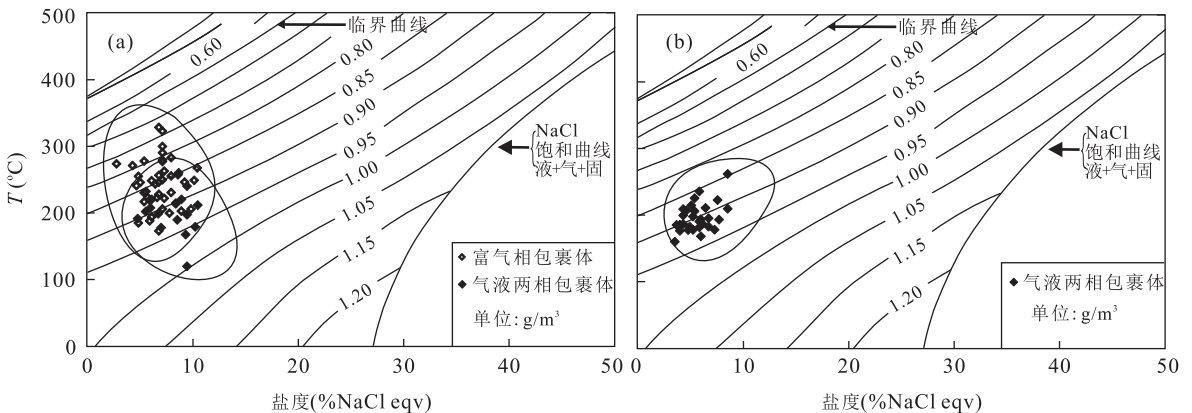 500
400
300
200
100
0
T (°C)
(a)
临界曲线
0.60
0.80
0.85
0.90
0.95
1.00
1.05
1.15
1.20
NaCl
饱和曲线
液+气+固
富气相包裹体
气液两相包裹体
单位: g/m³
0 10 20 30 40 50
盐度(%NaCl eqv)
(b)
临界曲线
0.60
0.80
0.85
0.90
0.95
1.00
1.05
1.15
1.20
NaCl
饱和曲线
液+气+固
气液两相包裹体
单位: g/m³
0 10 20 30 40 50
盐度(%NaCl eqv)